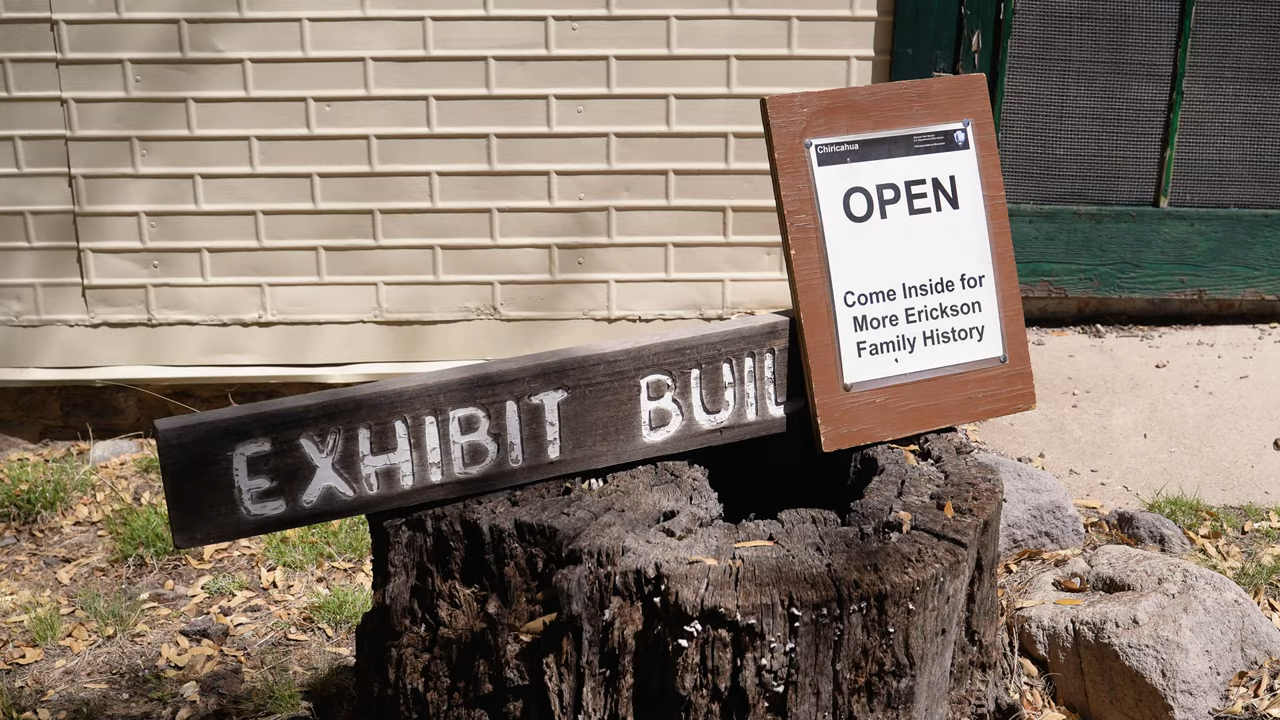 Chiricahua
OPEN
Come Inside for
More Erickson
Family History
EXHIBIT BUIL